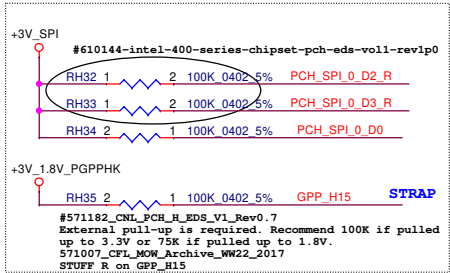 +3V_SPI
#610144-intel-400-series-chipset-pch-eds-vol1-rev1p0
RH32 1 2 100K_0402_5% PCH_SPI_0_D2_R
RH33 1 2 100K_0402_5% PCH_SPI_0_D3_R
RH34 2 1 100K_0402_5% PCH_SPI_0_D0
+3V_1.8V_PGPPHK
RH35 2 1 100K_0402_5% GPP_H15 STRAP
#571182_CNL_PCH_H_EDS_V1_Rev0.7
External pull-up is required. Recommend 100K if pulled
up to 3.3V or 75K if pulled up to 1.8V.
571007_CFL_MOW_Archive_WW22_2017
STUFF R on GPP_H15